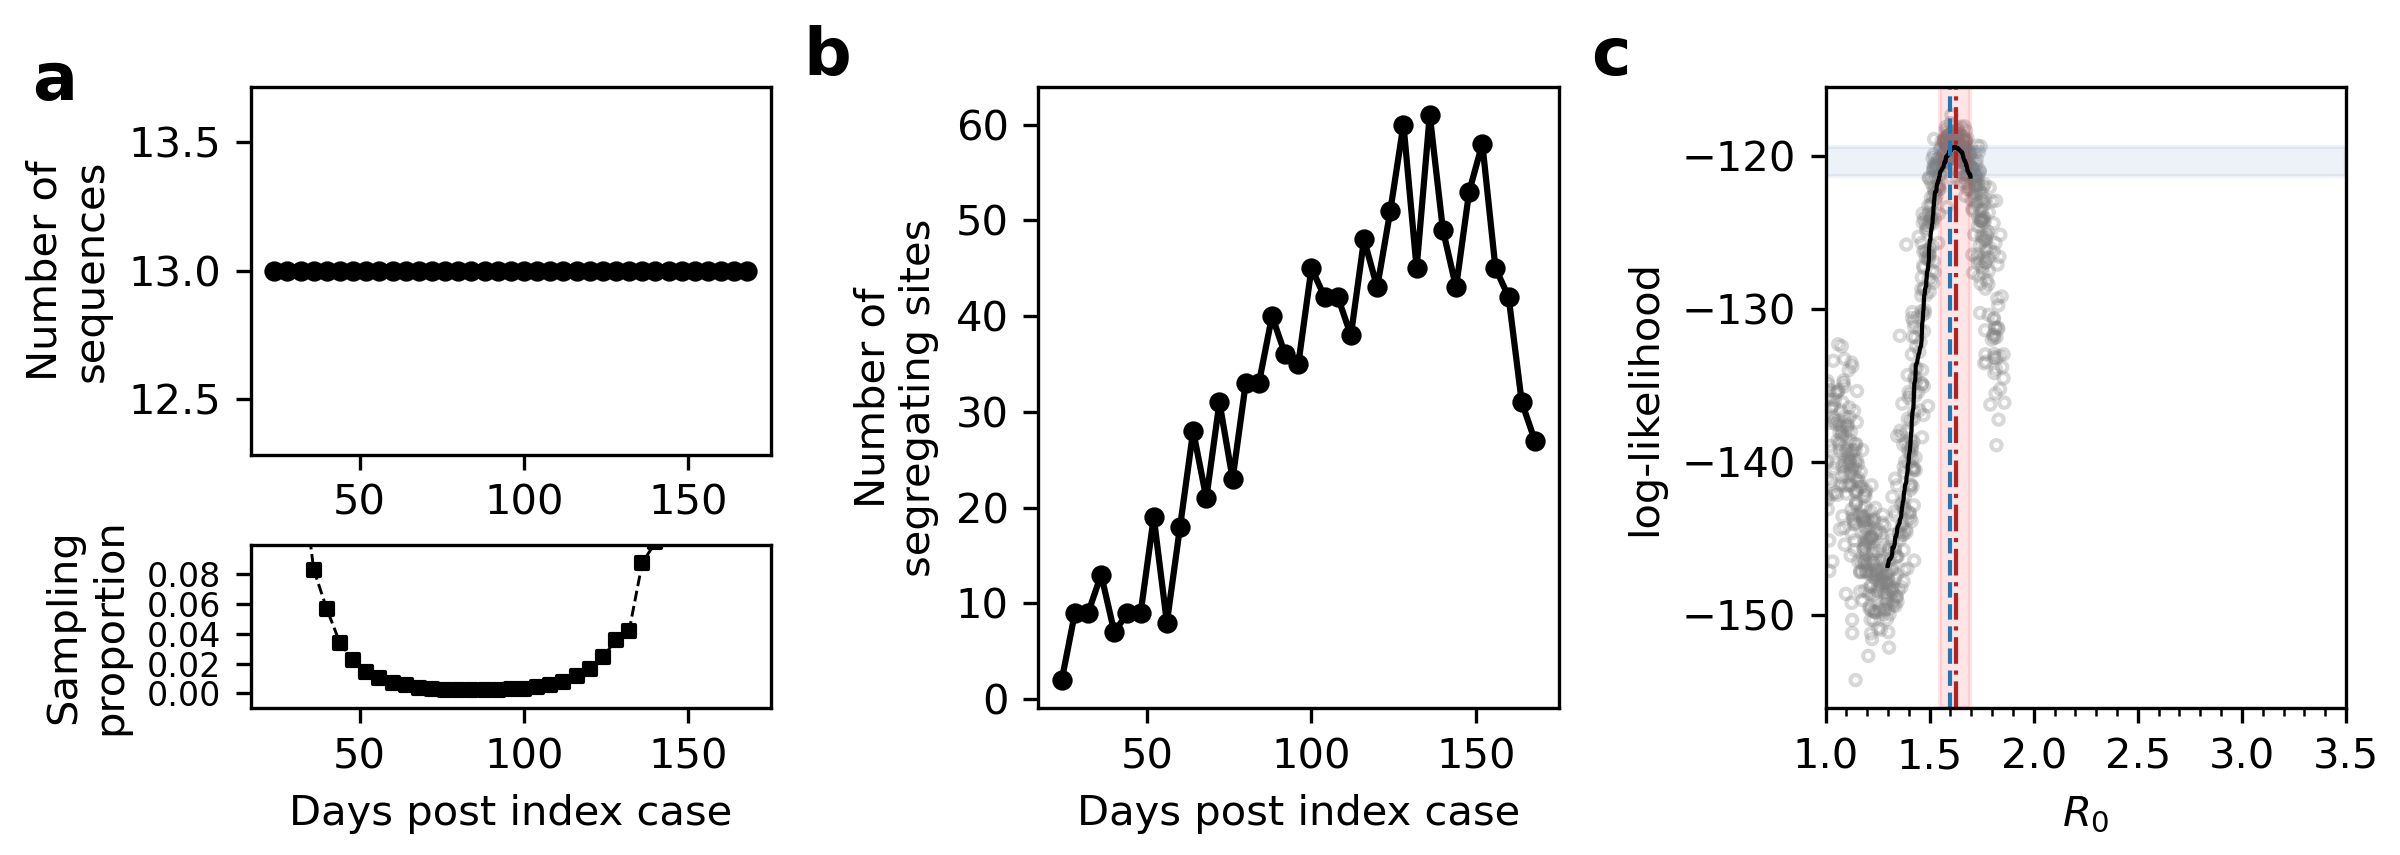 a
Number of
sequences
13.5
13.0
12.5
50 100 150
Sampling
proportion
0.08
0.06
0.04
0.02
0.00
50 100 150
Days post index case
b
Number of
segregating sites
60
50
40
30
20
10
0
50 100 150
Days post index case
c
log-likelihood
−120
−130
−140
−150
1.0 1.5 2.0 2.5 3.0 3.5
R0